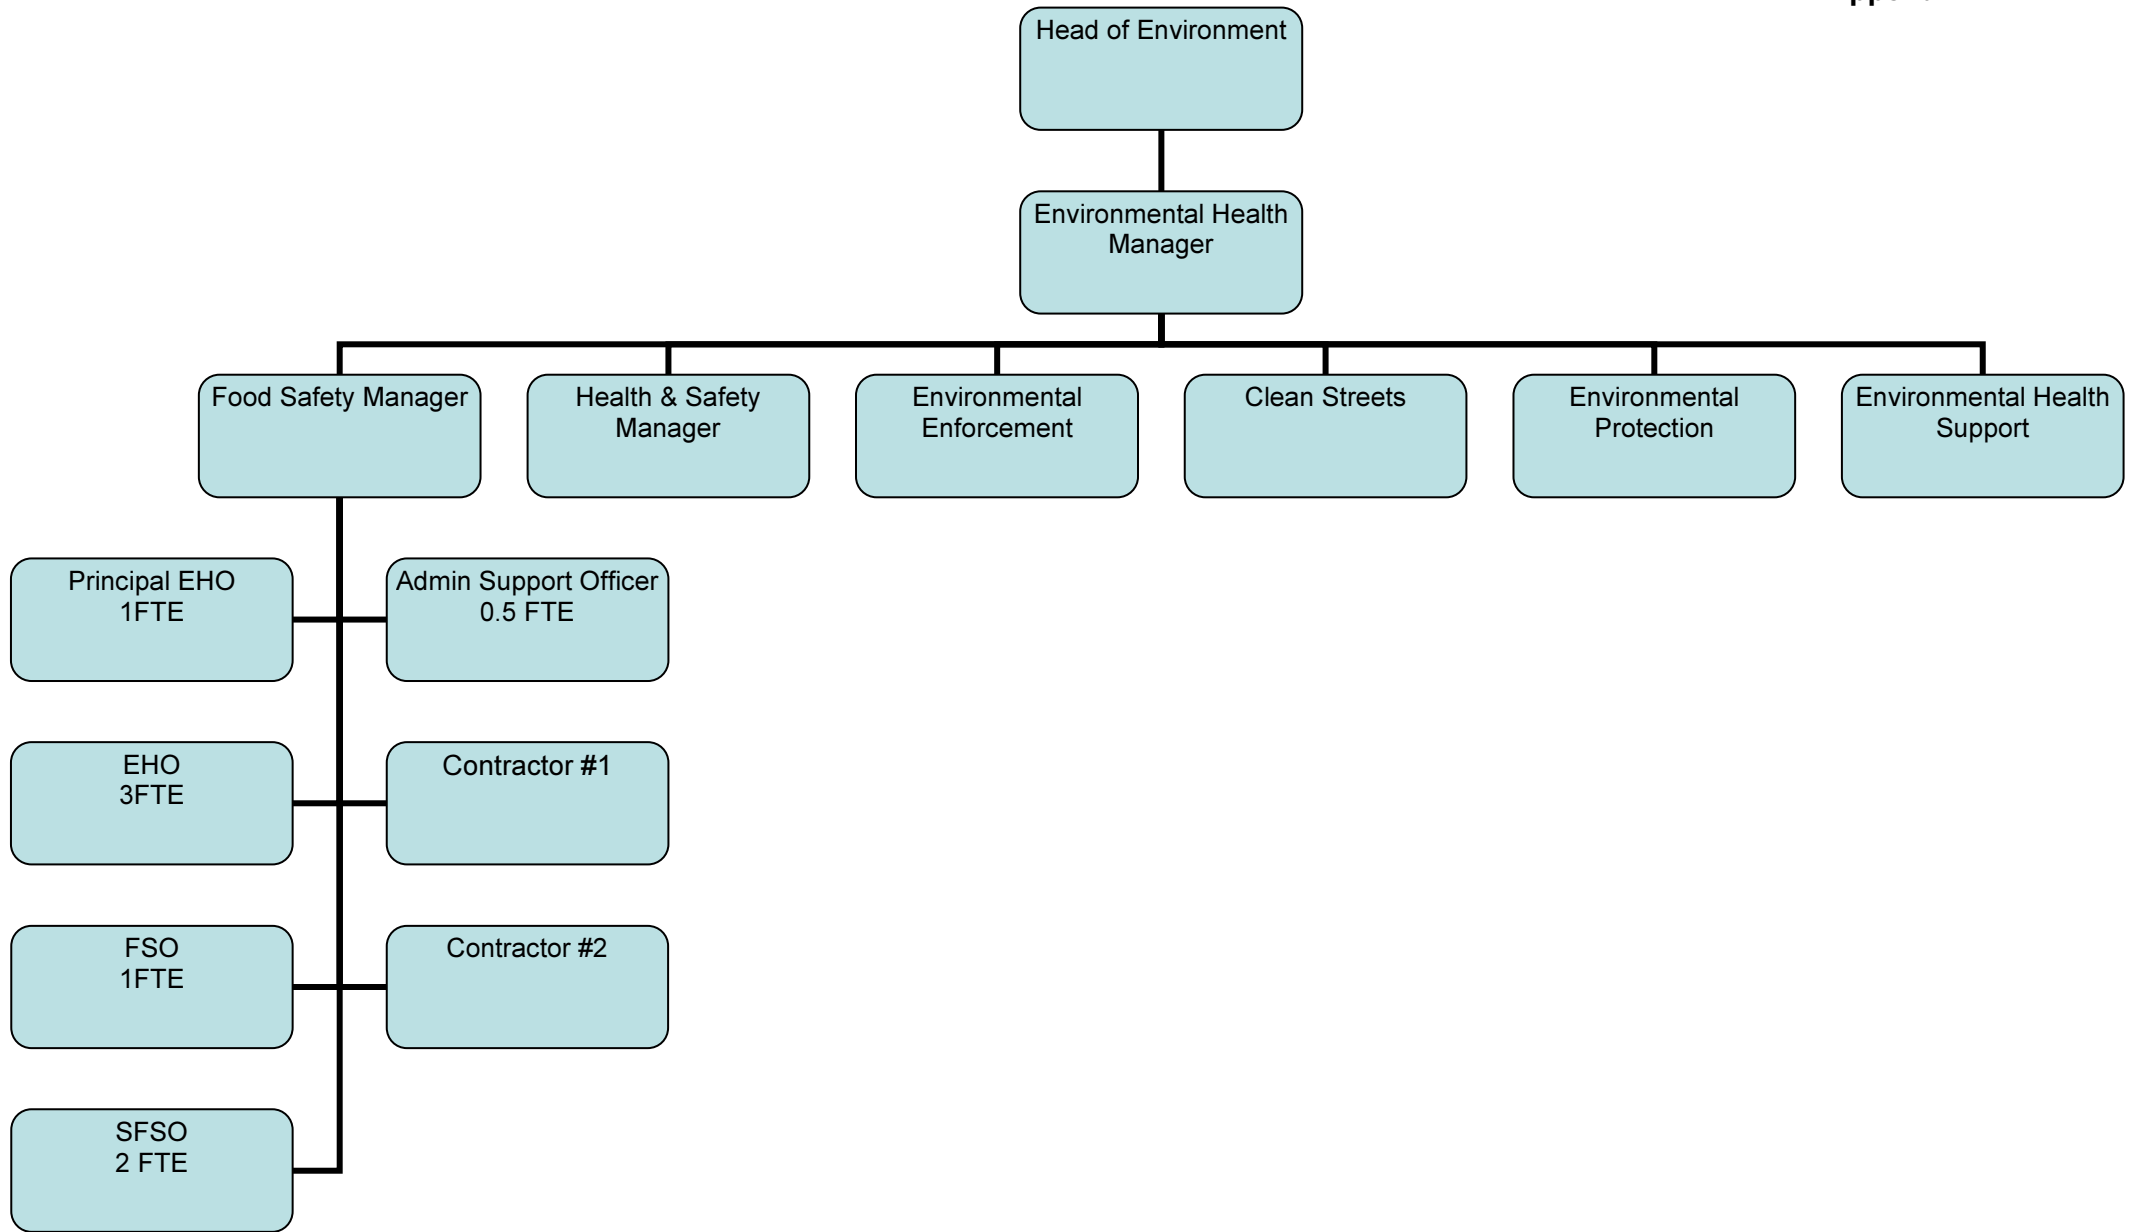 Head of Environment
Environmental Health
Manager
Food Safety Manager
Health & Safety
Manager
Environmental
Enforcement
Clean Streets
Environmental
Protection
Environmental Health
Support
Principal EHO
1FTE
Admin Support Officer
0.5 FTE
EHO
3FTE
Contractor #1
FSO
1FTE
Contractor #2
SFSO
2 FTE